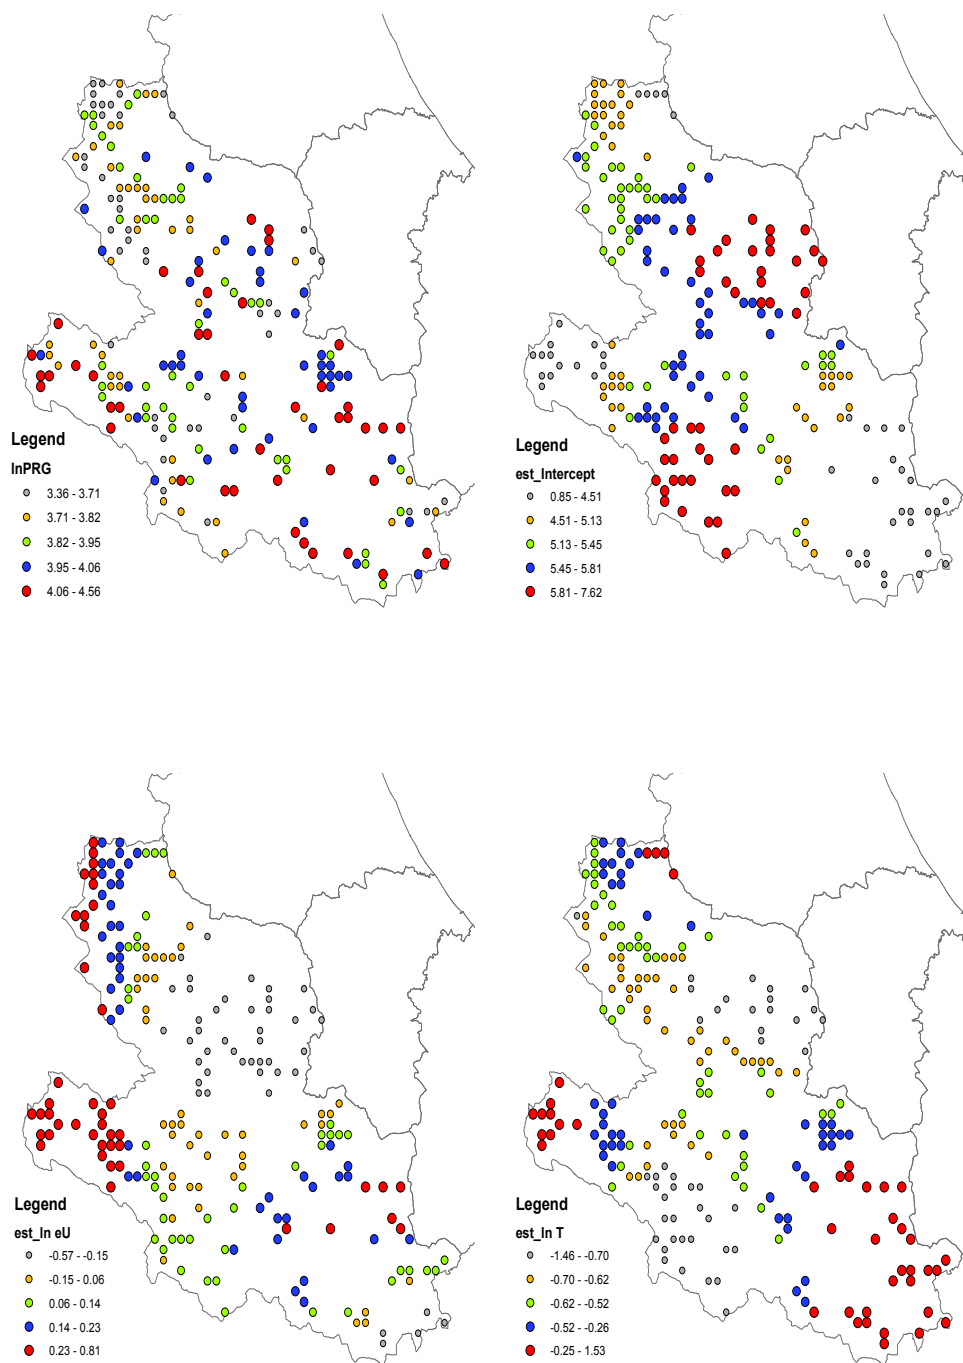 Legend
lnPRG
3.36 - 3.71
3.71 - 3.82
3.82 - 3.95
3.95 - 4.06
4.06 - 4.56
Legend
est_Intercept
0.85 - 4.51
4.51 - 5.13
5.13 - 5.45
5.45 - 5.81
5.81 - 7.62
Legend
est_ln eU
-0.57 - -0.15
-0.15 - 0.06
0.06 - 0.14
0.14 - 0.23
0.23 - 0.81
Legend
est_ln T
-1.46 - -0.70
-0.70 - -0.62
-0.62 - -0.52
-0.52 - -0.26
-0.25 - 1.53